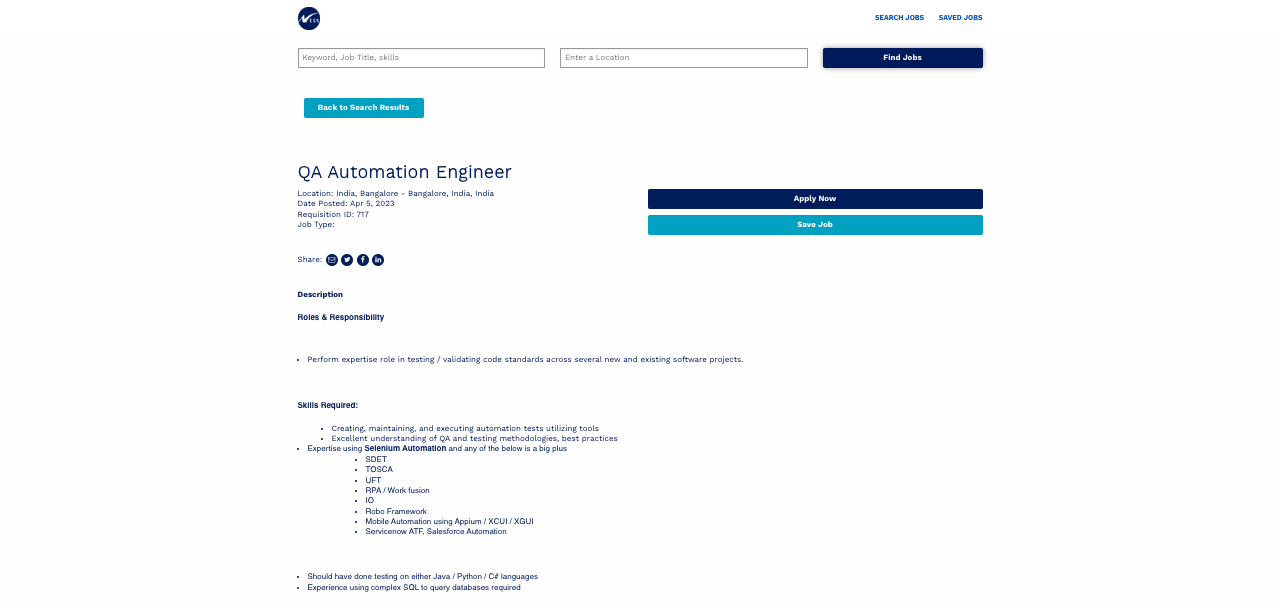 Ness
SEARCH JOBS SAVED JOBS
Keyword, Job Title, skills Enter a Location Find Jobs
Back to Search Results
QA Automation Engineer
Location: India, Bangalore - Bangalore, India, India
Date Posted: Apr 5, 2023
Requisition ID: 717
Job Type:
Apply Now
Save Job
Share:
Description
Roles & Responsibility
• Perform expertise role in testing / validating code standards across several new and existing software projects.
Skills Required:
• Creating, maintaining, and executing automation tests utilizing tools
• Excellent understanding of QA and testing methodologies, best practices
• Expertise using Selenium Automation and any of the below is a big plus
• SDET
• TOSCA
• UFT
• RPA / Work fusion
• IO
• Robo Framework
• Mobile Automation using Appium / XCUI / XGUI
• Servicenow ATF, Salesforce Automation
• Should have done testing on either Java / Python / C# languages
• Experience using complex SQL to query databases required